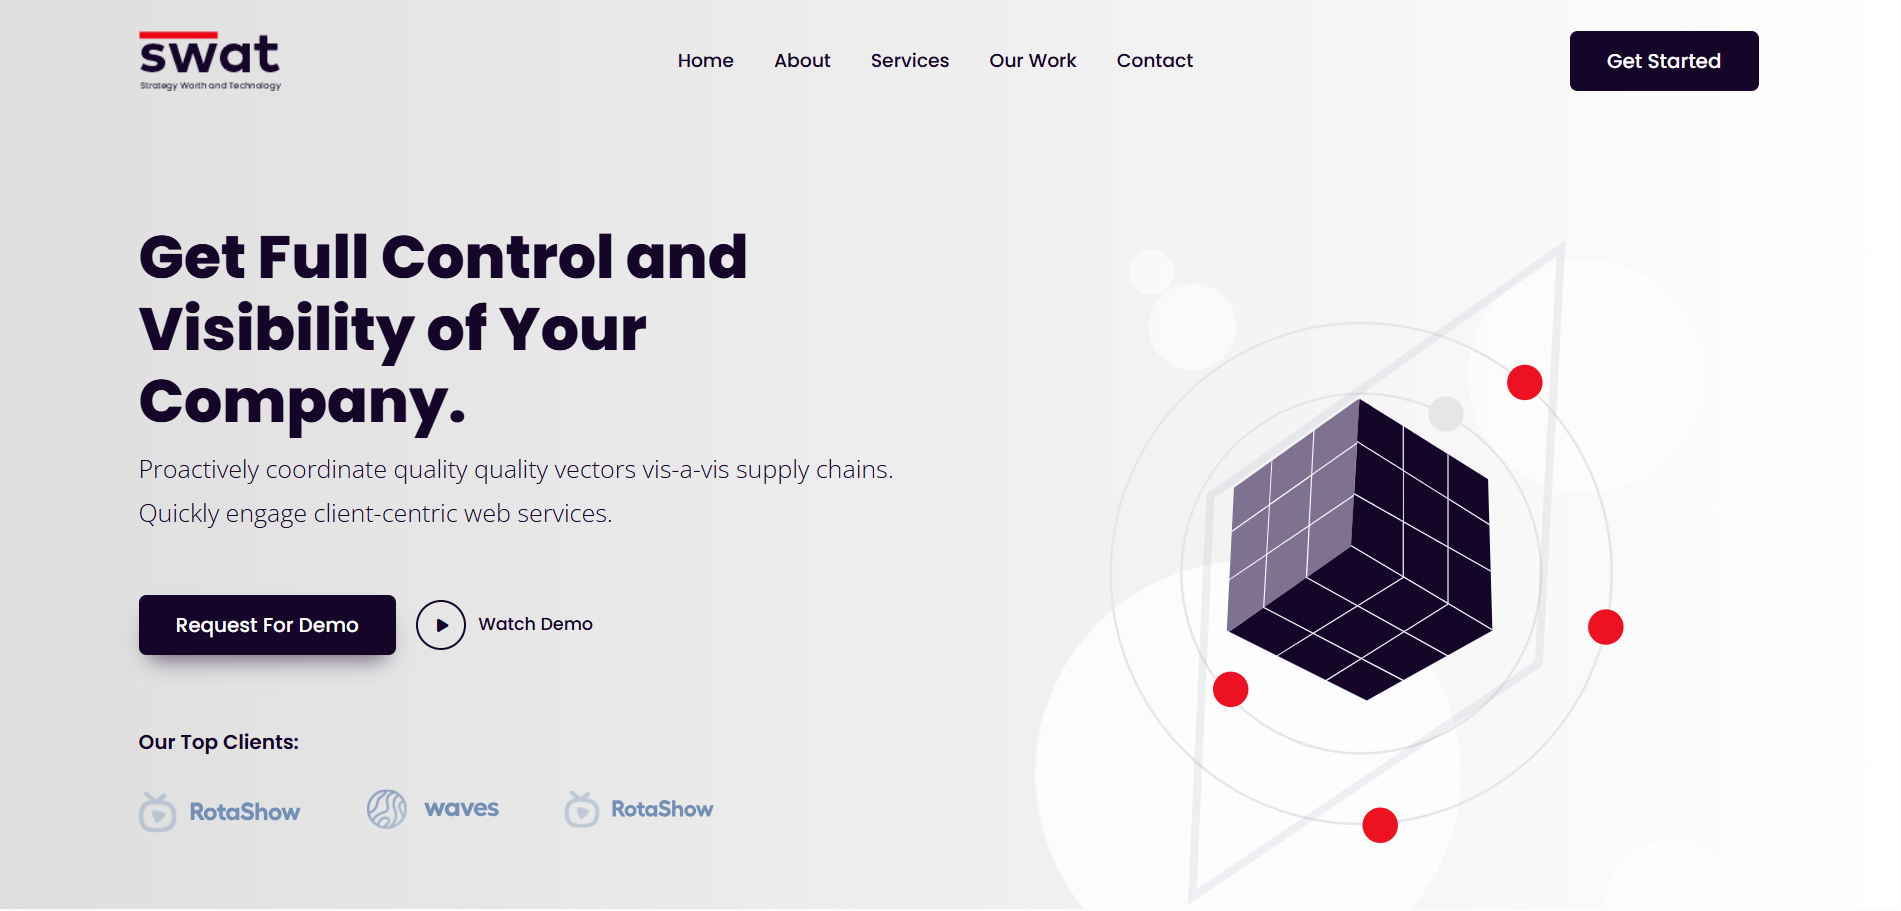 swat
Strategy Worth and Technology
Home
About
Services
Our Work
Contact
Get Started
Get Full Control and
Visibility of Your
Company.
Proactively coordinate quality quality vectors vis-a-vis supply chains.
Quickly engage client-centric web services.
Request For Demo
Watch Demo
Our Top Clients:
RotaShow
waves
RotaShow